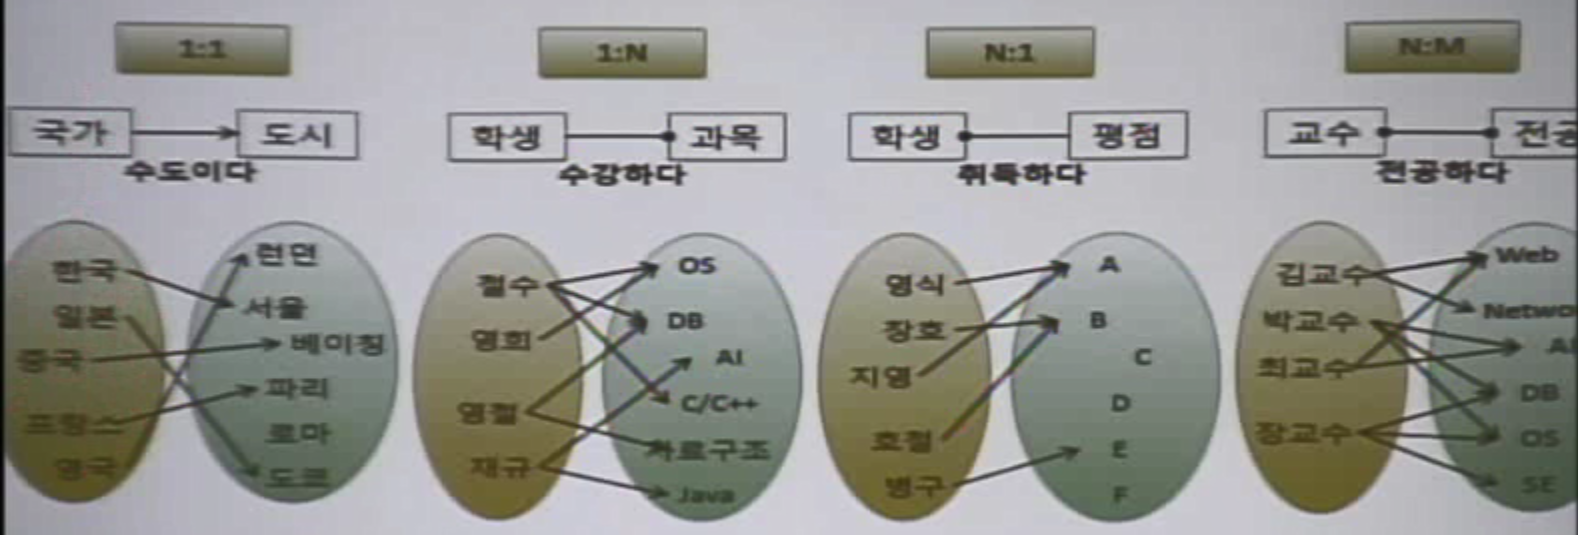 1:1
1:N
N:1
N:M
국가
도시
수도이다
학생
과목
수강하다
학생
평점
취득하다
교수
전공
전공하다
한국
일본
중국
프랑스
영국
런던
서울
베이징
파리
로마
도쿄
철수
영희
영철
재규
OS
DB
AI
C/C++
자료구조
Java
영식
장호
지영
호철
병구
A
B
C
D
E
F
김교수
박교수
최교수
장교수
Web
Netwo
AI
DB
OS
SE